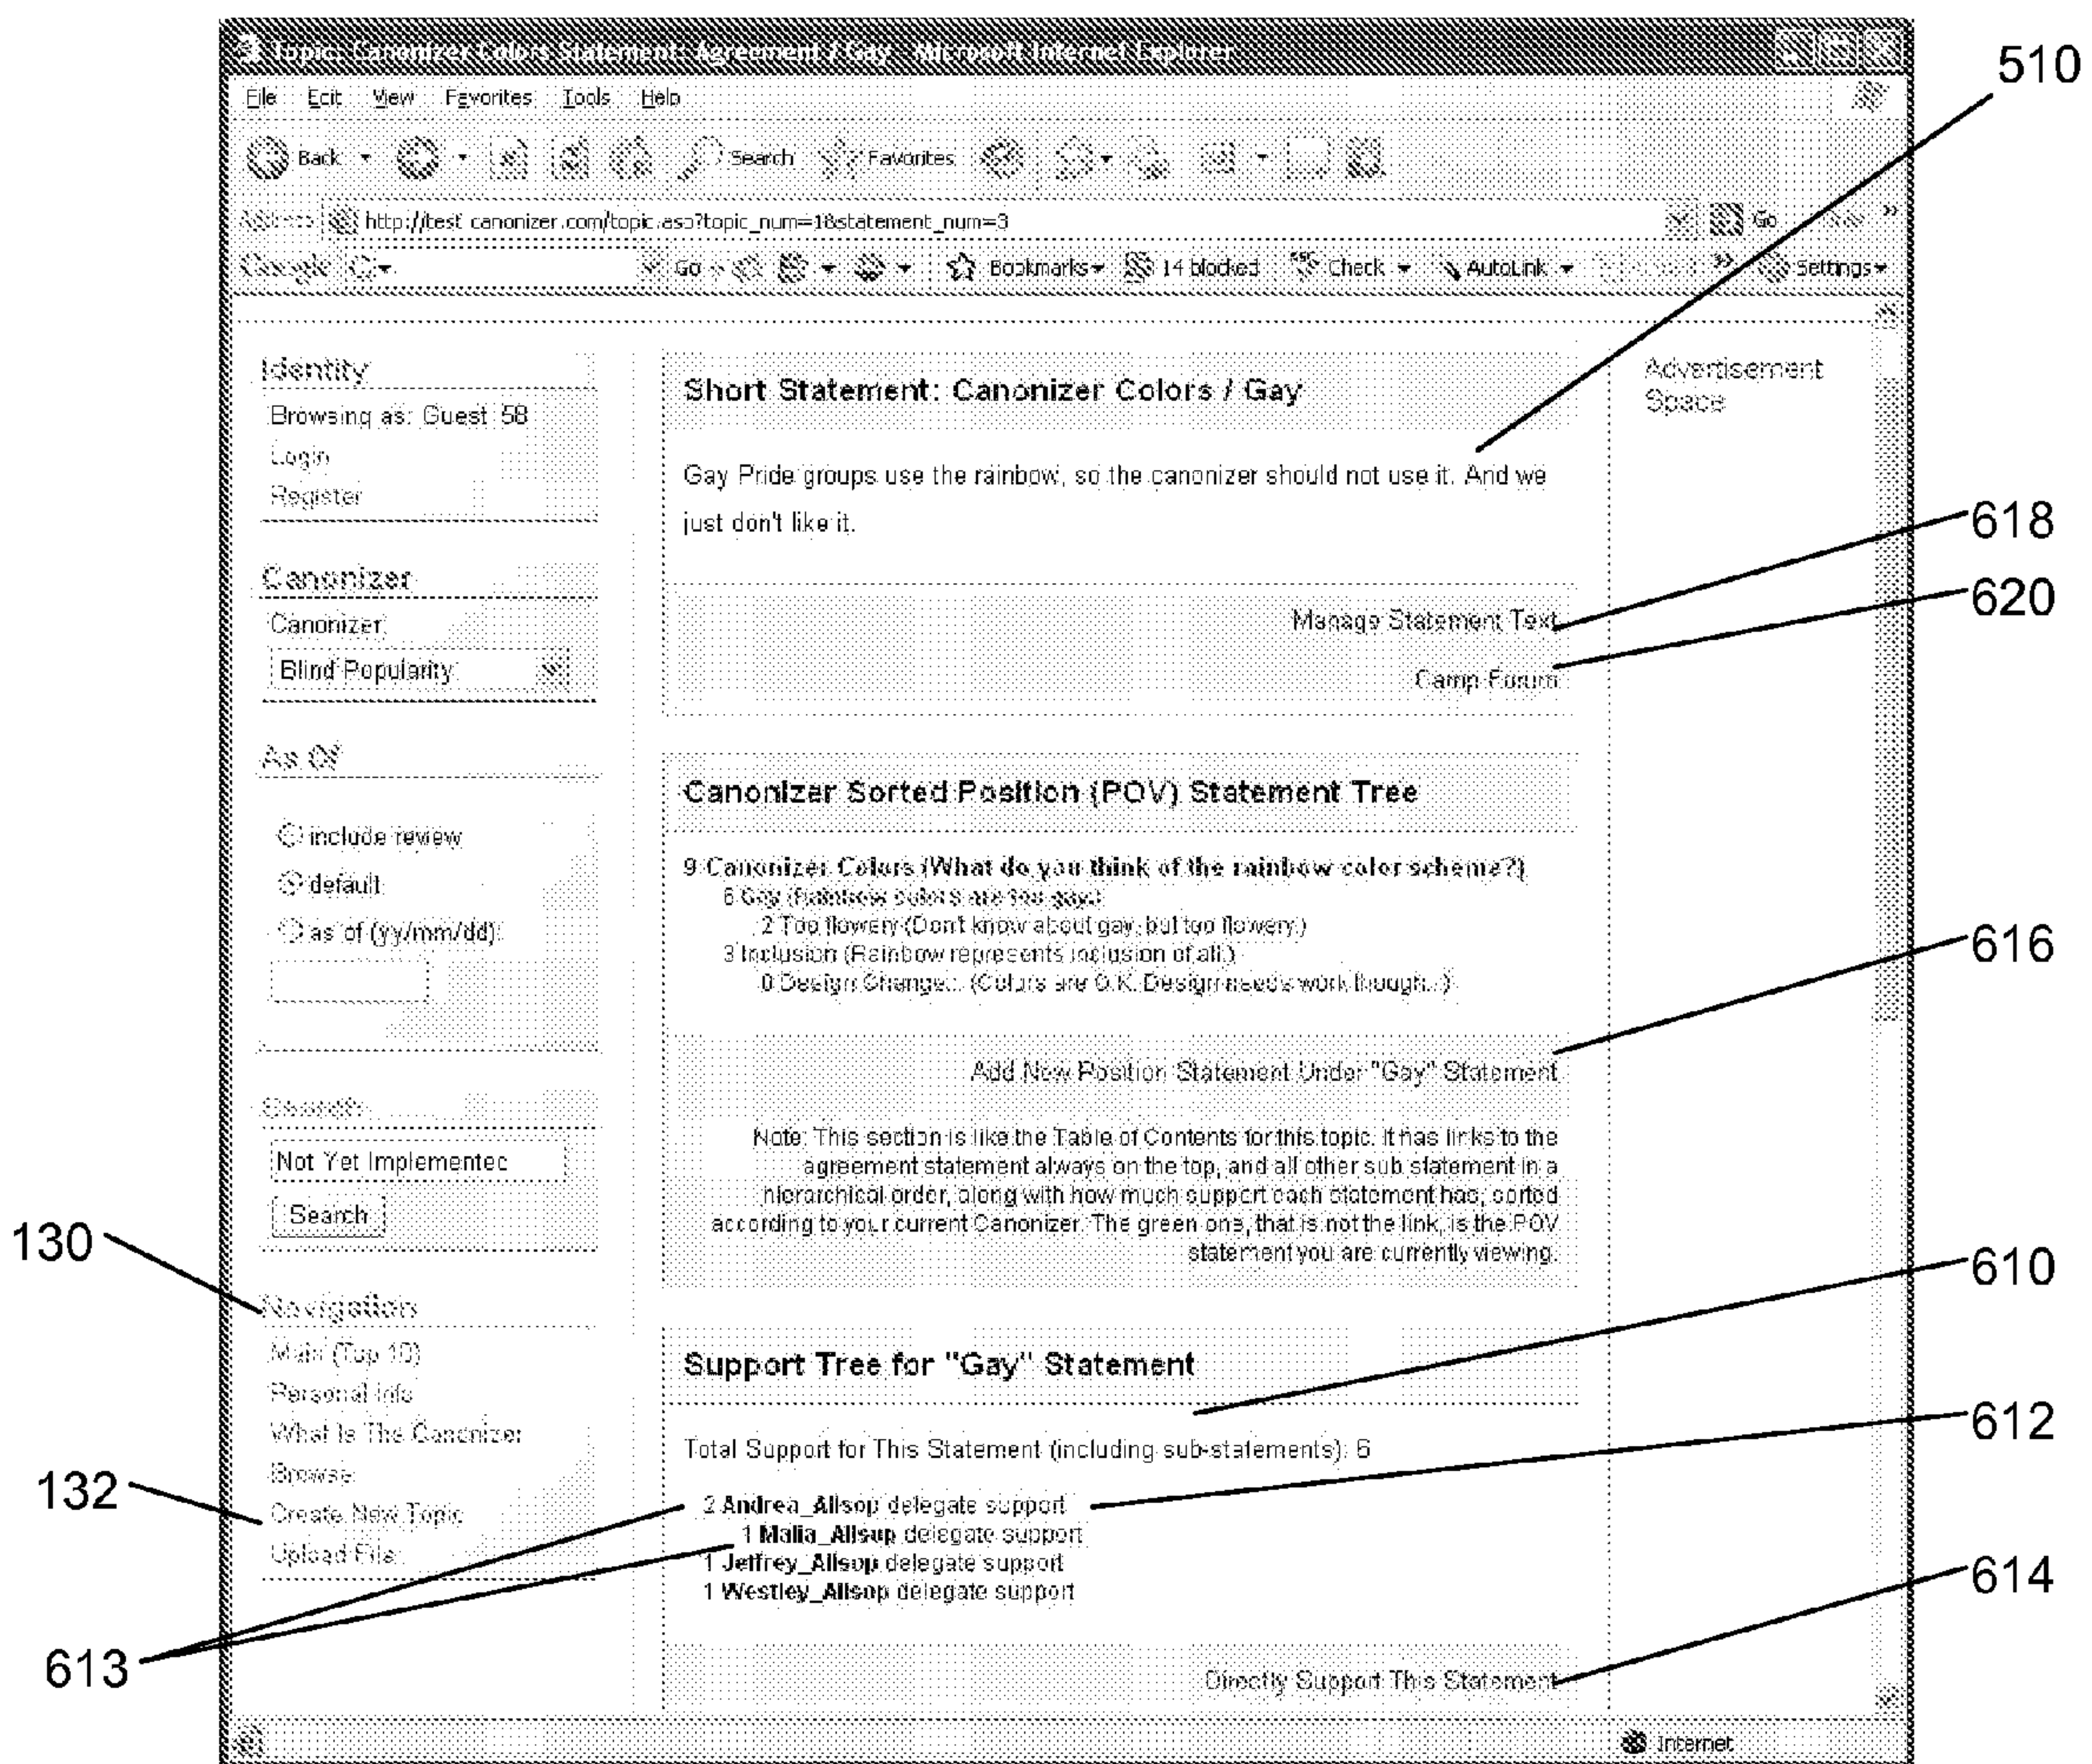 Topic: Canonizer Colors Statement: Agreement / Gay - Microsoft Internet Explorer
510
File Edit View Favorites Tools Help
Back Search Favorites
Address http://test.canonizer.com/topic.asp?topic_num=18&statement_num=3 Go
Google Go Bookmarks 14 blocked Check AutoLink Settings
Identity
Browsing as: Guest 58
Login
Register
Canonizer
Canonizer:
Blind Popularity
As Of
include review
default
as of (yy/mm/dd):
Search
Not Yet Implemented
Search
130
Navigation
Main (Top 10)
Personal Info
What Is The Canonizer
Browse
132
Create New Topic
Upload File
613
Short Statement: Canonizer Colors / Gay
Gay Pride groups use the rainbow, so the canonizer should not use it. And we
just don't like it.
Manage Statement Text
618
Camp Forum
620
Canonizer Sorted Position (POV) Statement Tree
9 Canonizer Colors (What do you think of the rainbow color scheme?)
6 Gay (Rainbow colors are too gay.)
2 Too flowery (Don't know about gay, but too flowery.)
3 Inclusion (Rainbow represents inclusion of all.)
0 Design Change... (Colors are O.K. Design needs work though...)
616
Add New Position Statement Under "Gay" Statement
Note: This section is like the Table of Contents for this topic. It has links to the
agreement statement always on the top, and all other sub statement in a
hierarchical order, along with how much support each statement has, sorted
according to your current Canonizer. The green one, that is not the link, is the POV
statement you are currently viewing.
610
Support Tree for "Gay" Statement
612
Total Support for This Statement (including sub-statements): 6
2 Andrea_Allsop delegate support
1 Malia_Allsop delegate support
1 Jeffrey_Allsop delegate support
1 Westley_Allsop delegate support
614
Directly Support This Statement
Advertisement
Space
Internet